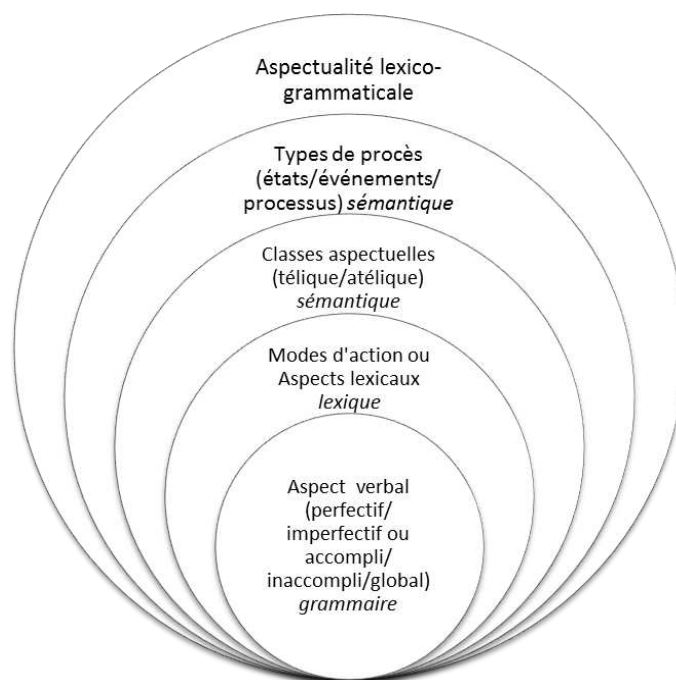 Aspectualité lexico-
grammaticale
Types de procès
(états/événements/
processus) sémantique
Classes aspectuelles
(télique/atélique)
sémantique
Modes d'action ou
Aspects lexicaux
lexique
Aspect verbal
(perfectif/
imperfectif ou
accompli/
inaccompli/global)
grammaire